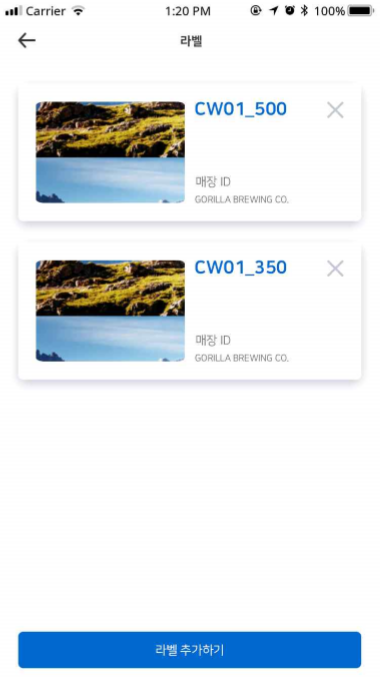 Carrier 1:20 PM 100%
라벨
CW01_500
매장 ID
GORILLA BREWING CO.
CW01_350
매장 ID
GORILLA BREWING CO.
라벨 추가하기